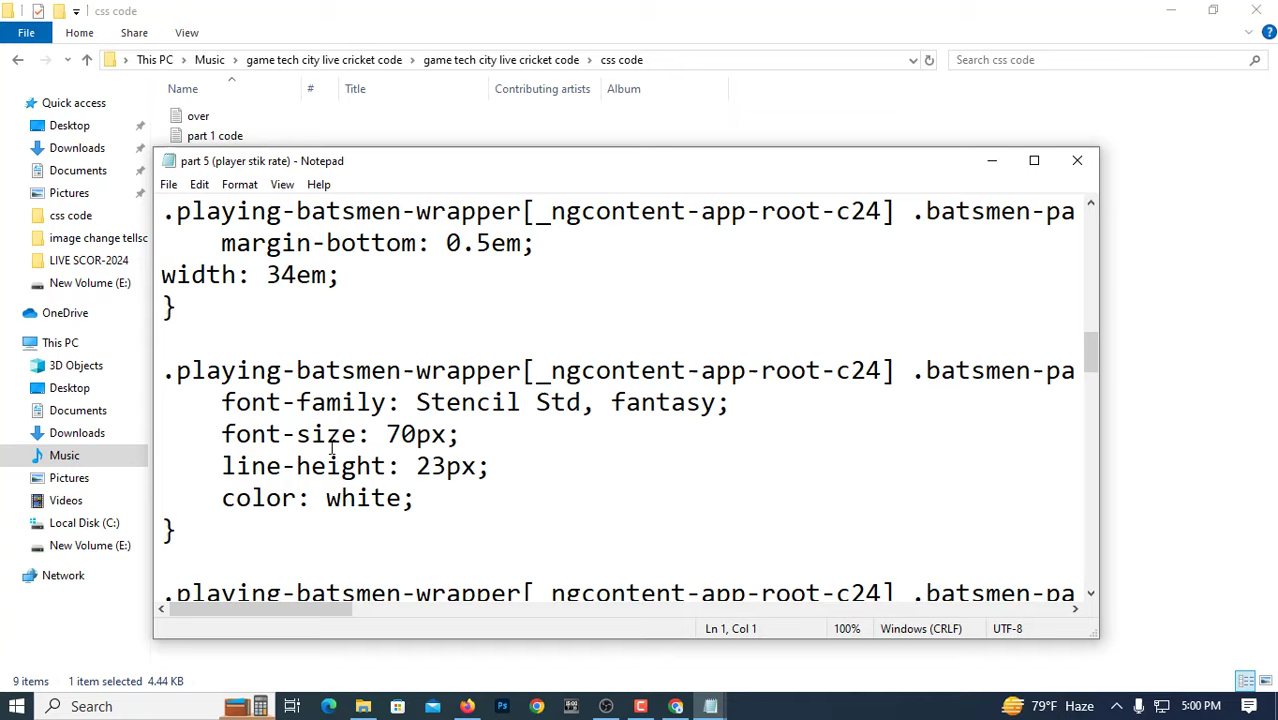 css code
File
Home
Share
View
This PC
Music
game tech city live cricket code
game tech city live cricket code
css code
Search css code
Name
#
Title
Contributing artists
Album
over
part 1 code
Quick access
Desktop
Downloads
Documents
Pictures
css code
image change tellsc
LIVE SCOR-2024
New Volume (E:)
OneDrive
This PC
3D Objects
Desktop
Documents
Downloads
Music
Pictures
Videos
Local Disk (C:)
New Volume (E:)
Network
part 5 (player stik rate) - Notepad
File Edit Format View Help
.playing-batsmen-wrapper[_ngcontent-app-root-c24] .batsmen-pa
margin-bottom: 0.5em;
width: 34em;
}
.playing-batsmen-wrapper[_ngcontent-app-root-c24] .batsmen-pa
font-family: Stencil Std, fantasy;
font-size: 70px;
line-height: 23px;
color: white;
}
.playing-batsmen-wrapper[_ngcontent-app-root-c24] .batsmen-pa
Ln 1, Col 1
100%
Windows (CRLF)
UTF-8
9 items
1 item selected 4.44 KB
Search
Ps
79°F Haze
5:00 PM